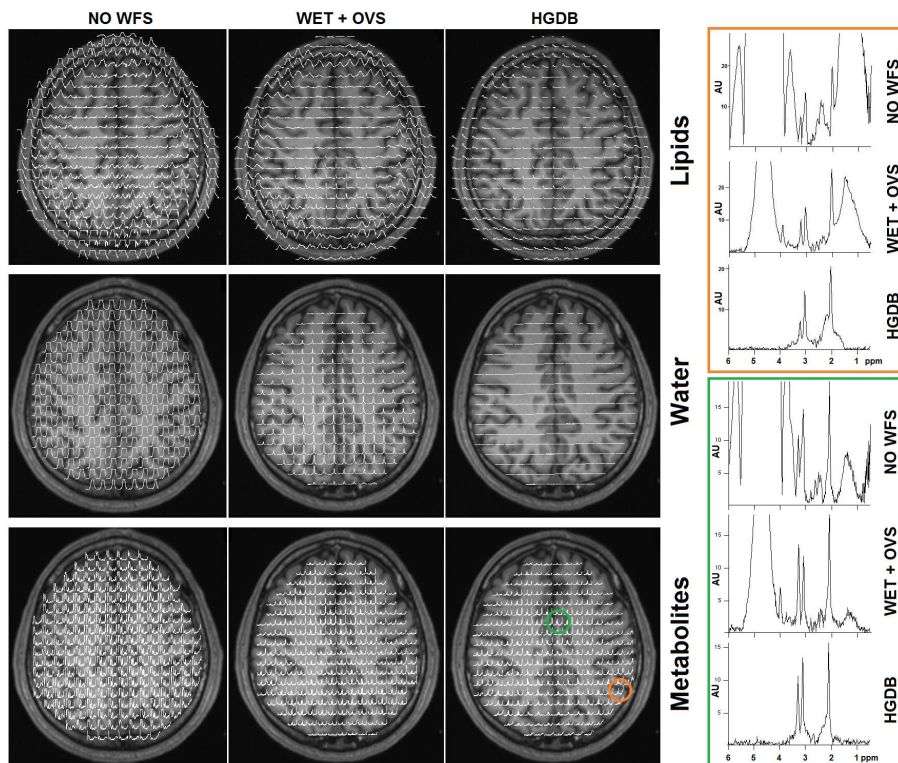 NO WFS
WET + OVS
HGDB
Lipids
Water
Metabolites
AU
20
10
NO WFS
AU
20
10
WET + OVS
AU
20
10
HGDB
6 5 4 3 2 1 ppm
AU
15
10
5
NO WFS
AU
15
10
5
WET + OVS
AU
15
10
5
HGDB
6 5 4 3 2 1 ppm